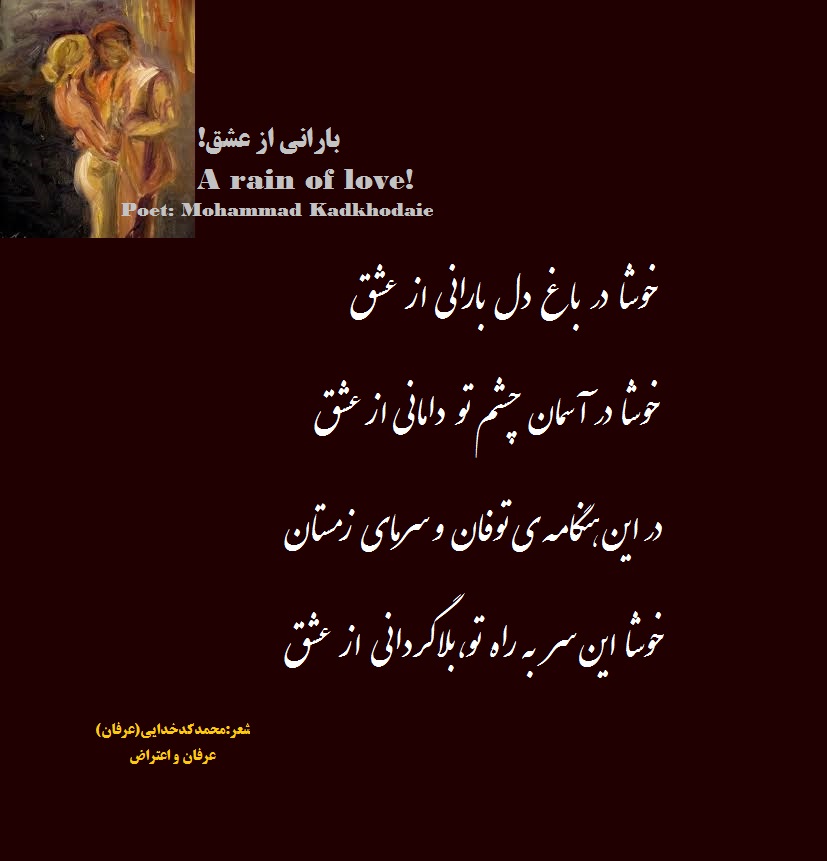 بارانی از عشق!
A rain of love!
Poet: Mohammad Kadkhodaie
خوشا در باغ دل بارانی از عشق
خوشا در آسمان چشم تو دامانی از عشق
در این هنگامه ی توفان و سرمای زمستان
خوشا این سر به راه تو، بلاگردانی از عشق
شعر:محمدکدخدایی(عرفان)
عرفان و اعتراض